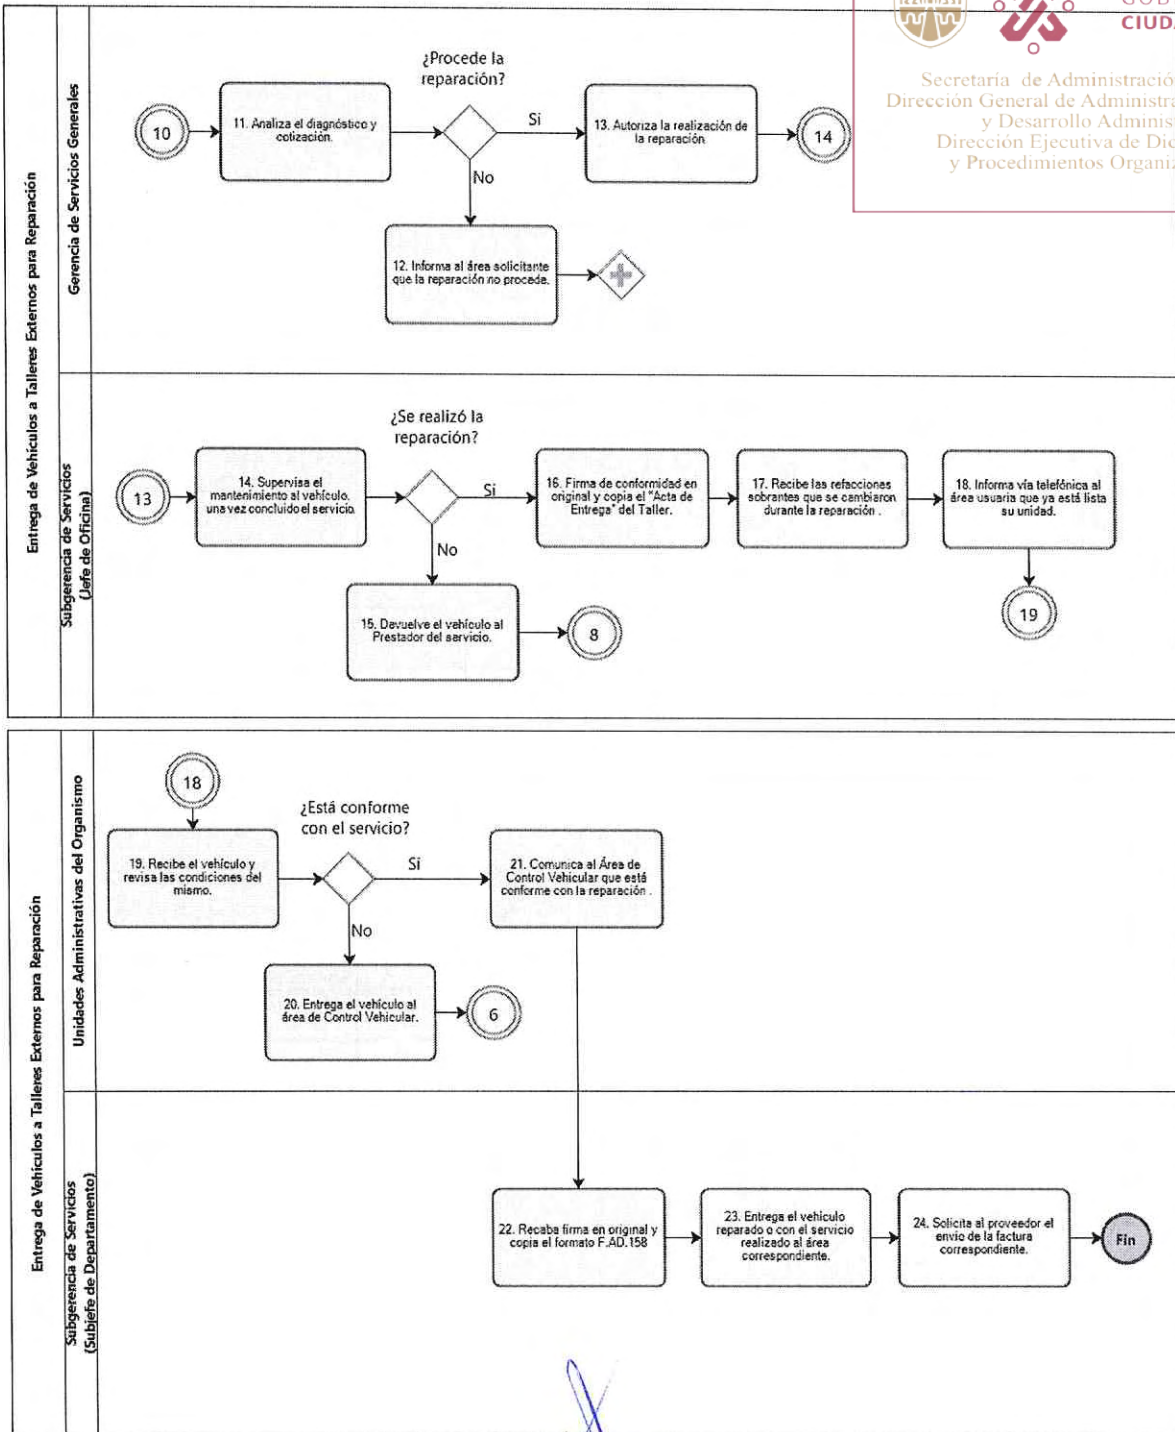 CIUD
Secretaría de Administració
Dirección General de Administra
y Desarrollo Administ
Dirección Ejecutiva de Dic
y Procedimientos Organiz
Entrega de Vehículos a Talleres Externos para Reparación
Gerencia de Servicios Generales
10
11. Analiza el diagnóstico y
cotización.
¿Procede la
reparación?
Si
13. Autoriza la realización de
la reparación
14
No
12. Informa al área solicitante
que la reparación no procede.
Subgerencia de Servicios
(Jefe de Oficina)
13
14. Supervisa el
mantenimiento al vehículo,
una vez concluido el servicio.
¿Se realizó la
reparación?
Si
16. Firma de conformidad en
original y copia el "Acta de
Entrega" del Taller.
17. Recibe las refacciones
sobrantes que se cambiaron
durante la reparación .
18. Informa vía telefónica al
área usuaria que ya está lista
su unidad.
19
No
15. Devuelve el vehículo al
Prestador del servicio.
8
Entrega de Vehículos a Talleres Externos para Reparación
Unidades Administrativas del Organismo
18
19. Recibe el vehículo y
revisa las condiciones del
mismo.
¿Está conforme
con el servicio?
Si
21. Comunica al Área de
Control Vehicular que está
conforme con la reparación .
No
20. Entrega el vehículo al
área de Control Vehicular.
6
Subgerencia de Servicios
(Subjefe de Departamento)
22. Recaba firma en original y
copia el formato F.AD.158
23. Entrega el vehículo
reparado o con el servicio
realizado al área
correspondiente.
24. Solicita al proveedor el
envío de la factura
correspondiente.
Fin